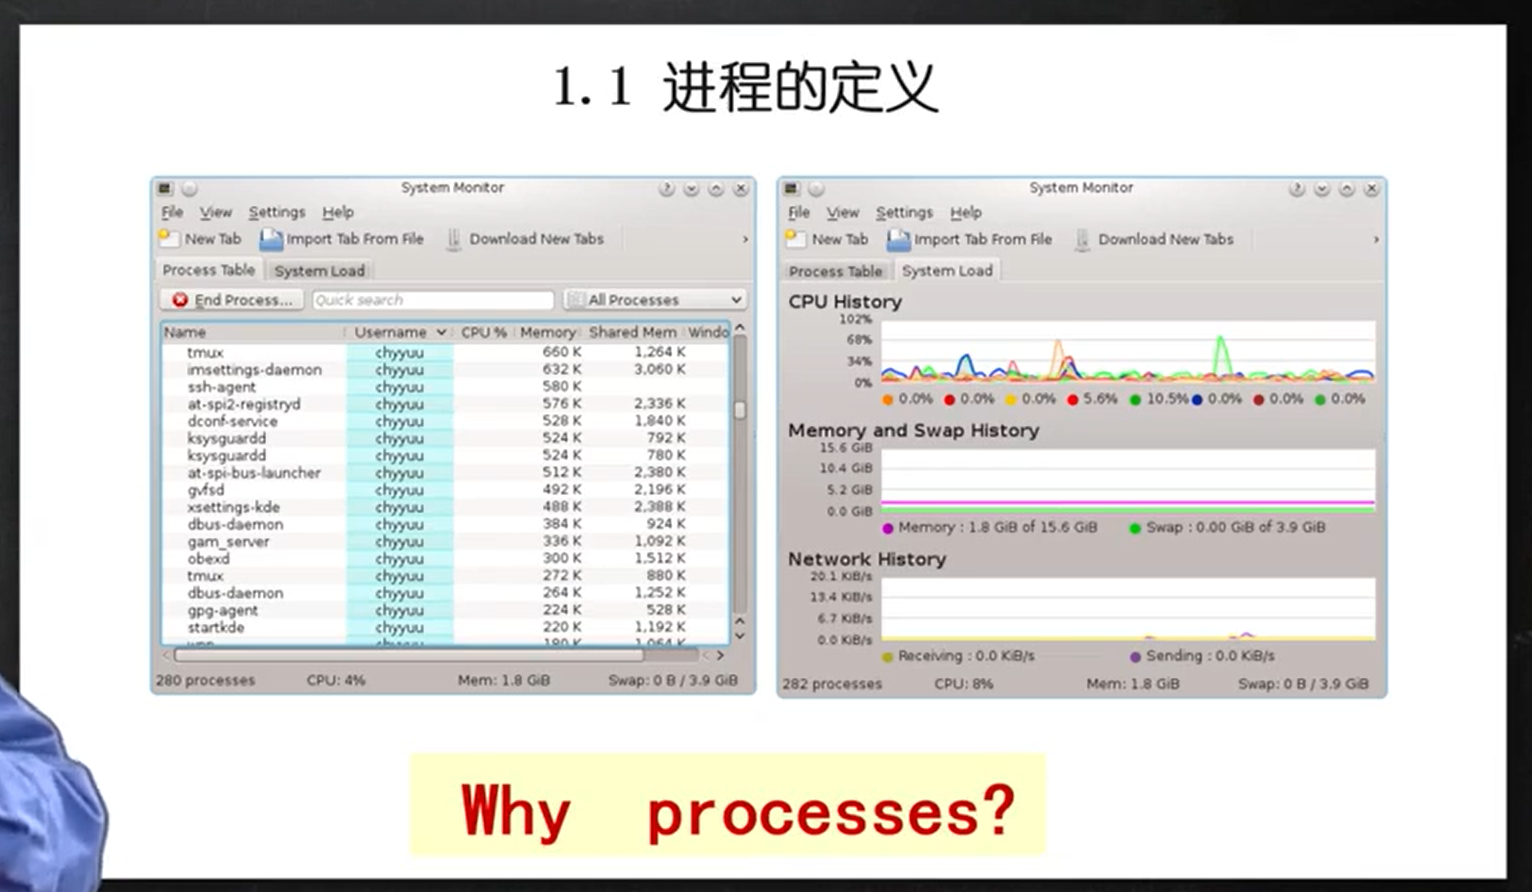 1.1 进程的定义
System Monitor
File View Settings Help
New Tab Import Tab From File Download New Tabs
Process Table System Load
End Process... Quick search All Processes
Name Username CPU % Memory Shared Mem Windo
tmux chyyuu 660 K 1,264 K
imsettings-daemon chyyuu 632 K 3,060 K
ssh-agent chyyuu 580 K
at-spi2-registryd chyyuu 576 K 2,336 K
dconf-service chyyuu 528 K 1,840 K
ksysguardd chyyuu 524 K 792 K
ksysguardd chyyuu 524 K 780 K
at-spi-bus-launcher chyyuu 512 K 2,380 K
gvfsd chyyuu 492 K 2,196 K
xsettings-kde chyyuu 488 K 2,388 K
dbus-daemon chyyuu 384 K 924 K
gam_server chyyuu 336 K 1,092 K
obexd chyyuu 300 K 1,512 K
tmux chyyuu 272 K 880 K
dbus-daemon chyyuu 264 K 1,252 K
gpg-agent chyyuu 224 K 528 K
startkde chyyuu 220 K 1,192 K
280 processes CPU: 4% Mem: 1.8 GiB Swap: 0 B / 3.9 GiB
System Monitor
File View Settings Help
New Tab Import Tab From File Download New Tabs
Process Table System Load
CPU History
102%
68%
34%
0%
0.0% 0.0% 0.0% 5.6% 10.5% 0.0% 0.0% 0.0%
Memory and Swap History
15.6 GiB
10.4 GiB
5.2 GiB
0.0 GiB
Memory : 1.8 GiB of 15.6 GiB Swap : 0.00 GiB of 3.9 GiB
Network History
20.1 KiB/s
13.4 KiB/s
6.7 KiB/s
0.0 KiB/s
Receiving : 0.0 KiB/s Sending : 0.0 KiB/s
282 processes CPU: 8% Mem: 1.8 GiB Swap: 0 B / 3.9 GiB
Why processes?